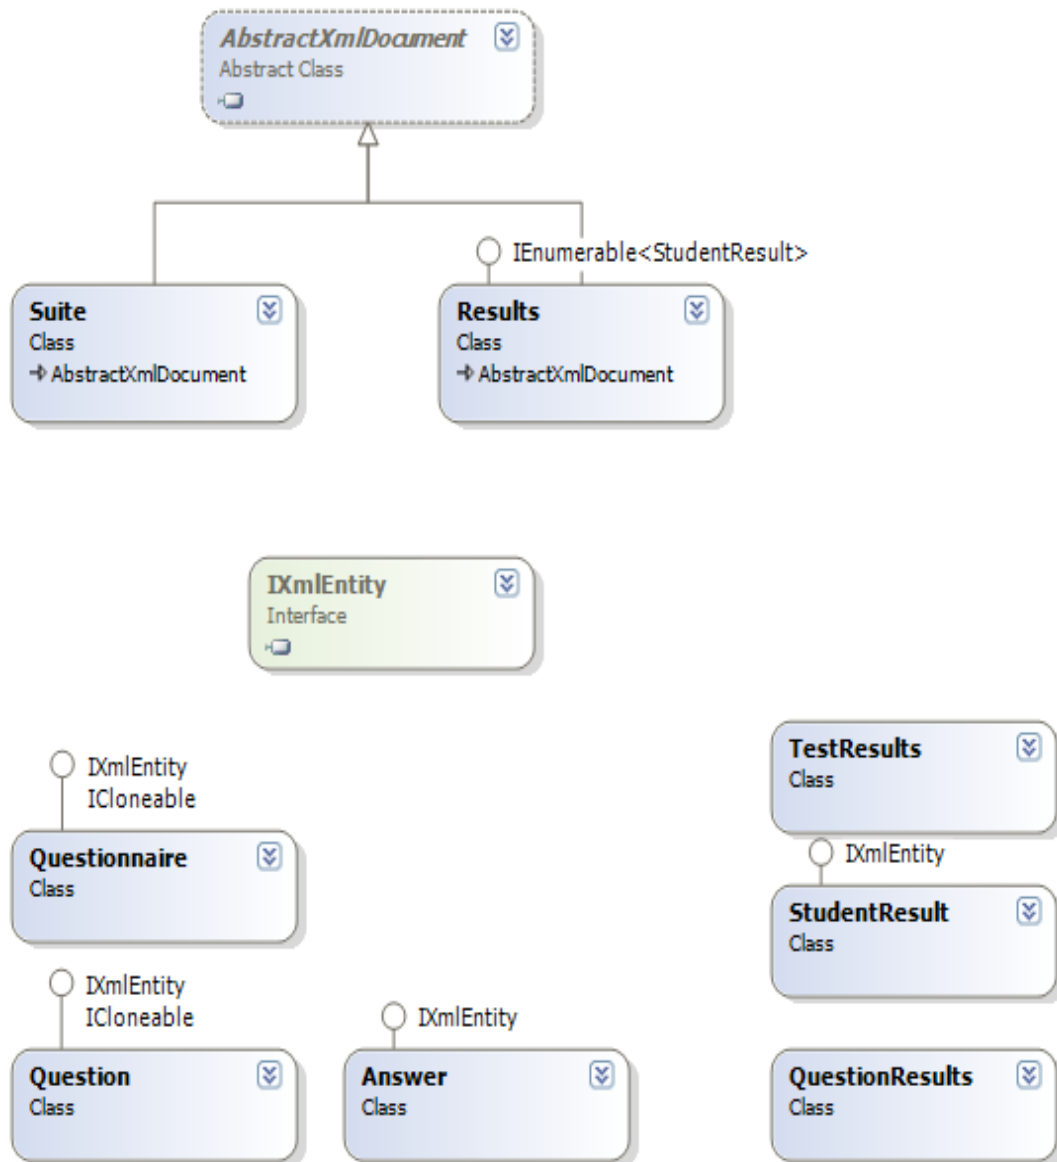 AbstractXmlDocument
Abstract Class
IEnumerable<StudentResult>
Suite
Class
AbstractXmlDocument
Results
Class
AbstractXmlDocument
IXmlEntity
Interface
TestResults
Class
IXmlEntity
ICloneable
Questionnaire
Class
IXmlEntity
StudentResult
Class
IXmlEntity
ICloneable
Question
Class
IXmlEntity
Answer
Class
QuestionResults
Class